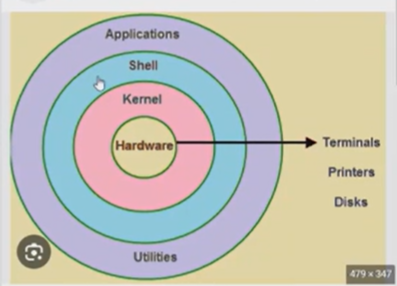 Applications
Shell
Kernel
Hardware
Terminals
Printers
Disks
Utilities
479 × 347